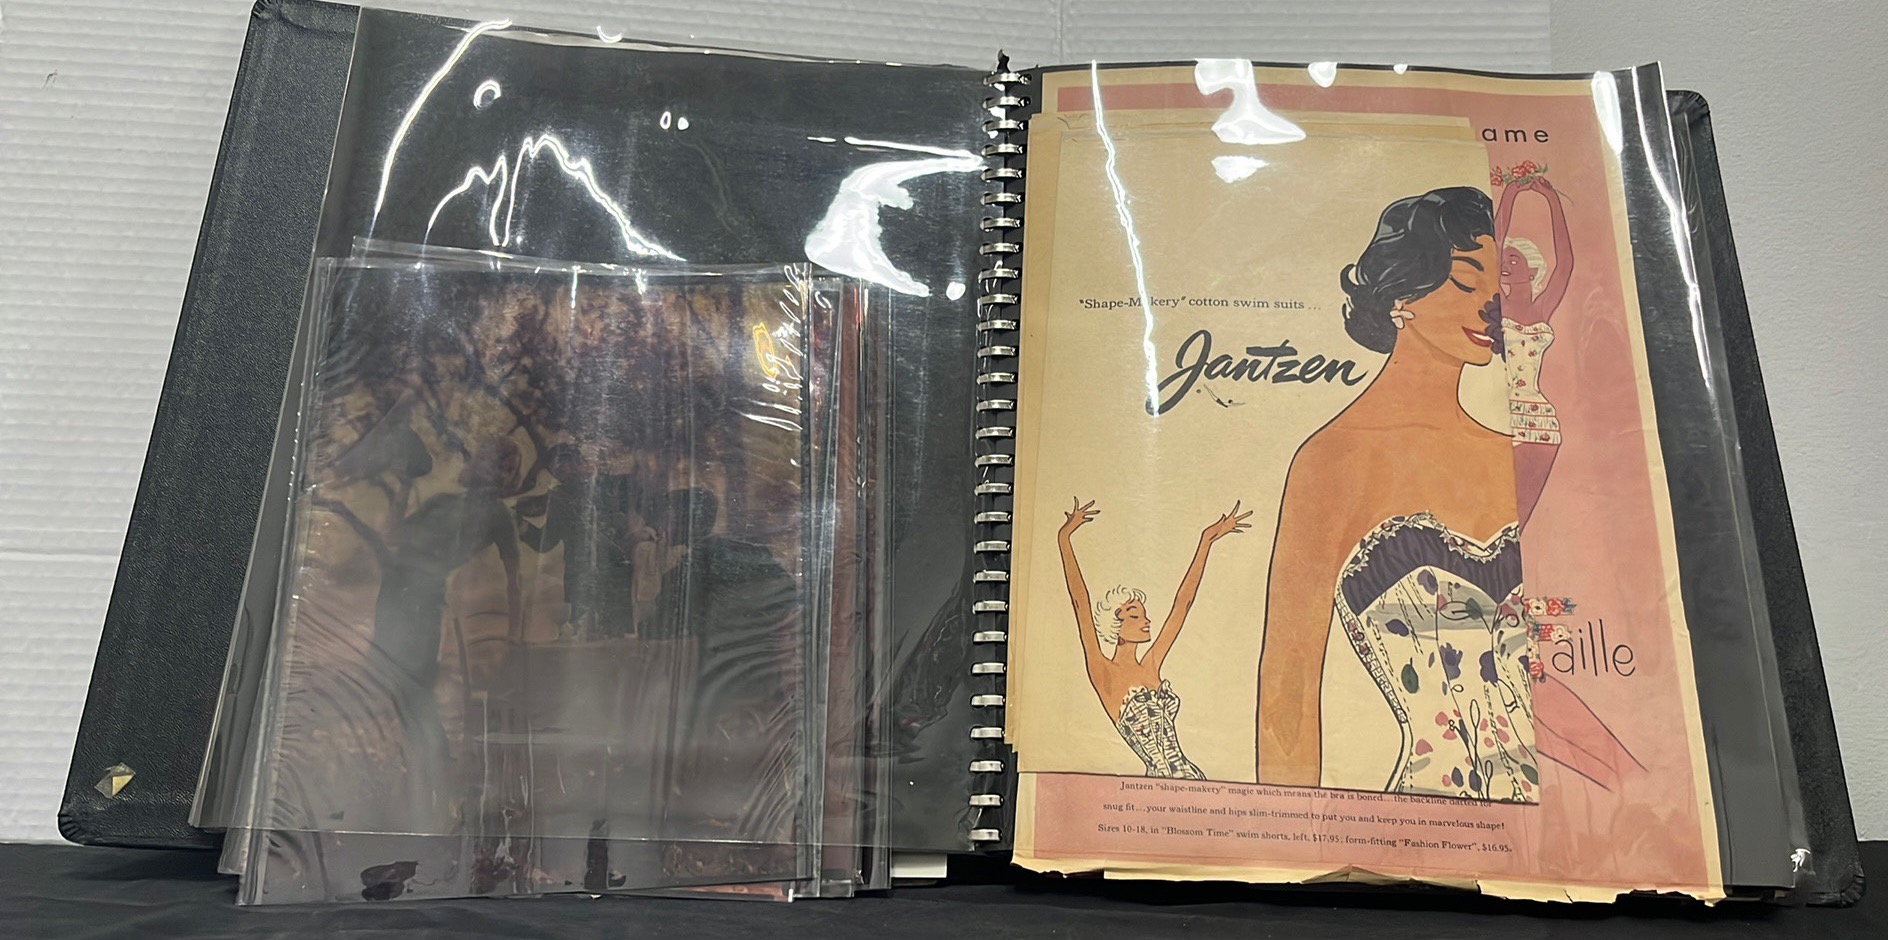 ame
"Shape-Makery" cotton swim suits ...
Jantzen
aille
Jantzen "shape-makery" magic which means the bra is boned...the backline darted for
snug fit...your waistline and hips slim-trimmed to put you and keep you in marvelous shape!
Sizes 10-18, in "Blossom Time" swim shorts, left, $17.95; form-fitting "Fashion Flower", $16.95.